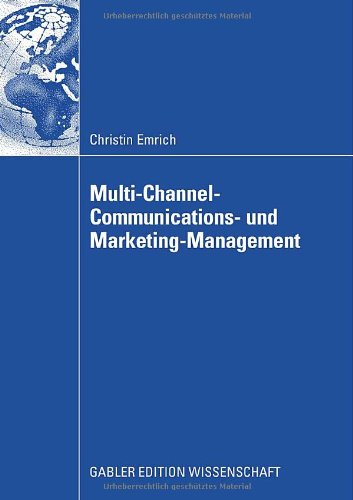 Urheberrechtlich geschütztes Material
Christin Emrich
Multi-Channel-
Communications- und
Marketing-Management
GABLER EDITION WISSENSCHAFT
Urheberrechtlich geschütztes Material